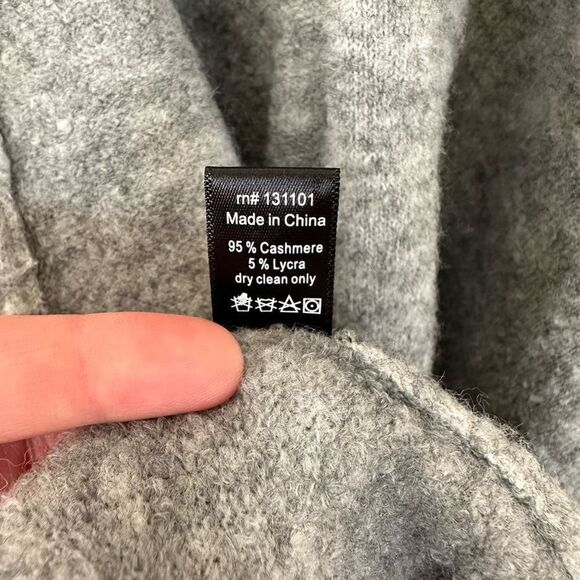 rn# 131101
Made in China
95 % Cashmere
5 % Lycra
dry clean only